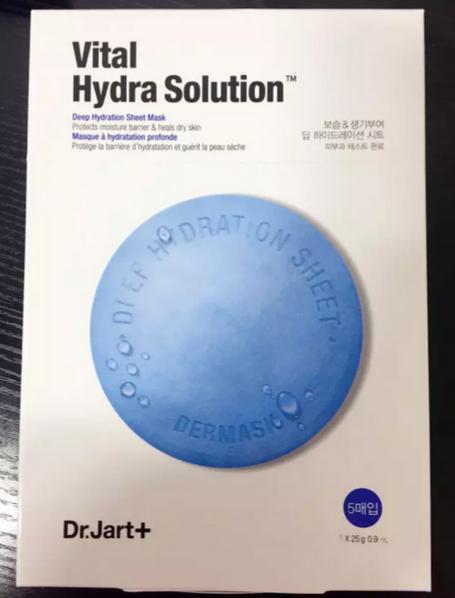 Vital
Hydra Solution™
Deep Hydration Sheet Mask
Protects moisture barrier & heals dry skin
Masque à hydratation profonde
Protège la barrière d'hydratation et guérit la peau sèche
보습 & 생기부여
딥 하이드레이션 시트
피부과 테스트 완료
DEEP HYDRATION SHEET
DERMASK
5매입
Dr.Jart+
X 25g 0.9